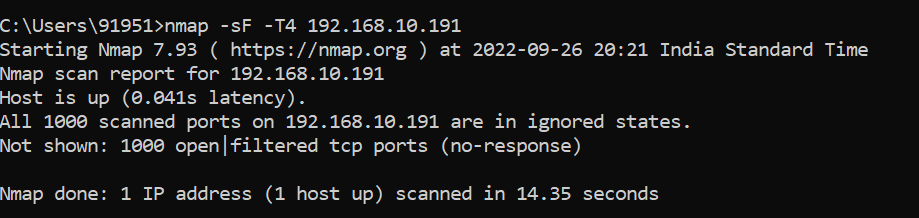 C:\Users\91951>nmap -sF -T4 192.168.10.191
Starting Nmap 7.93 ( https://nmap.org ) at 2022-09-26 20:21 India Standard Time
Nmap scan report for 192.168.10.191
Host is up (0.041s latency).
All 1000 scanned ports on 192.168.10.191 are in ignored states.
Not shown: 1000 open|filtered tcp ports (no-response)
Nmap done: 1 IP address (1 host up) scanned in 14.35 seconds